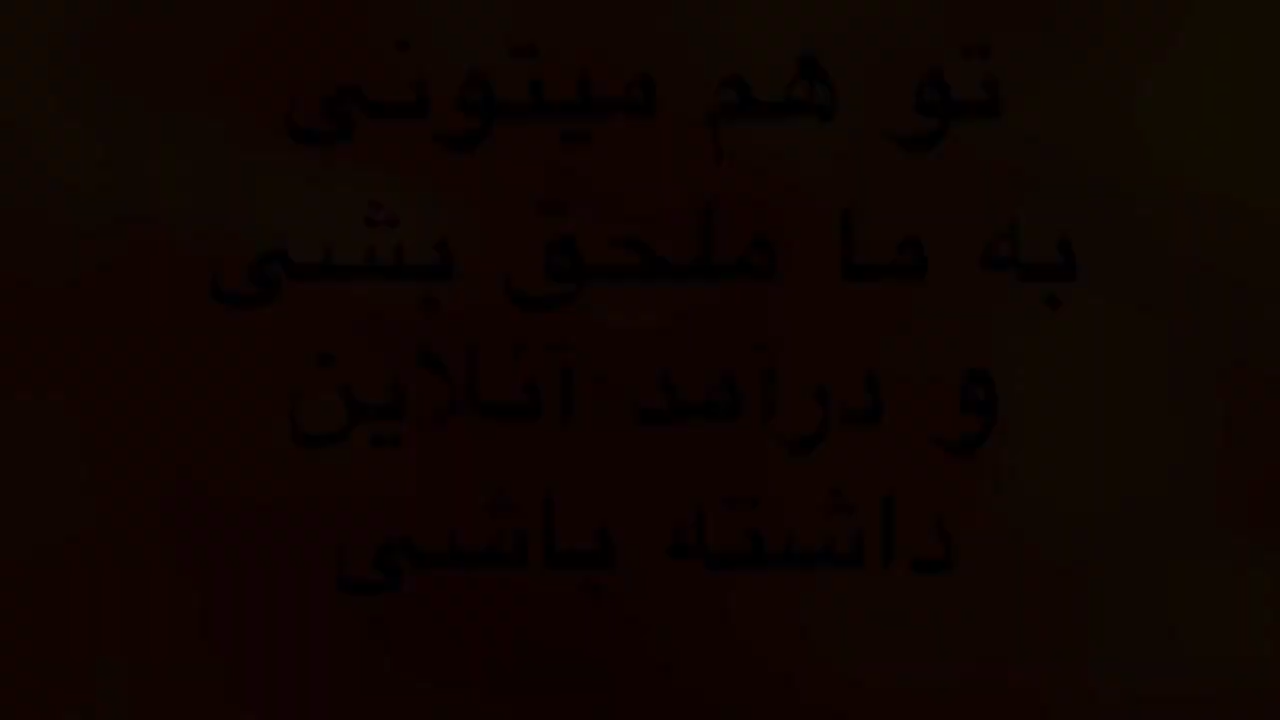 تو هم میتونی
به ما ملحق بشی
و درآمد آنلاین
داشته باشی